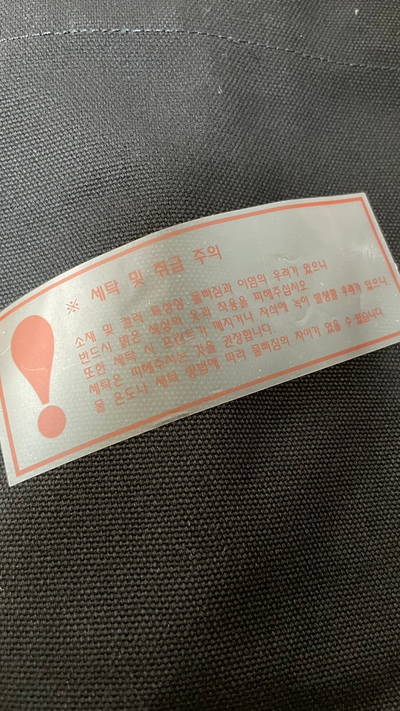 ※ 세탁 및 취급 주의
소재 및 컬러 특성상 물빠짐과 이염의 우려가 있으니
반드시 밝은 색상의 옷과 착용을 피해주십시오
또한 세탁 시 프린트가 깨지거나 자석에 녹이 발생할 우려가 있으니
세탁은 피해주시는 것을 권장합니다
물 온도나 세탁 방법에 따라 물빠짐의 차이가 있을 수 있습니다